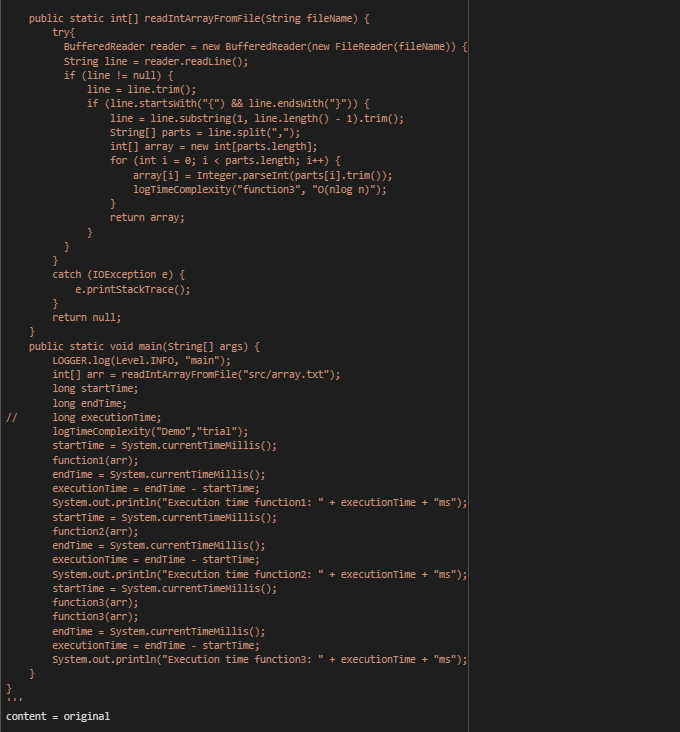 public static int[] readIntArrayFromFile(String fileName) {
        try{
          BufferedReader reader = new BufferedReader(new FileReader(fileName)) {
          String line = reader.readLine();
          if (line != null) {
              line = line.trim();
              if (line.startsWith("{") && line.endsWith("}")) {
                  line = line.substring(1, line.length() - 1).trim();
                  String[] parts = line.split(",");
                  int[] array = new int[parts.length];
                  for (int i = 0; i < parts.length; i++) {
                      array[i] = Integer.parseInt(parts[i].trim());
                      logTimeComplexity("function3", "O(nlog n)");
                  }
                  return array;
              }
          }
        }
        catch (IOException e) {
            e.printStackTrace();
        }
        return null;
    }
    public static void main(String[] args) {
        LOGGER.log(Level.INFO, "main");
        int[] arr = readIntArrayFromFile("src/array.txt");
        long startTime;
        long endTime;
//      long executionTime;
        logTimeComplexity("Demo","trial");
        startTime = System.currentTimeMillis();
        function1(arr);
        endTime = System.currentTimeMillis();
        executionTime = endTime - startTime;
        System.out.println("Execution time function1: " + executionTime + "ms");
        startTime = System.currentTimeMillis();
        function2(arr);
        endTime = System.currentTimeMillis();
        executionTime = endTime - startTime;
        System.out.println("Execution time function2: " + executionTime + "ms");
        startTime = System.currentTimeMillis();
        function3(arr);
        function3(arr);
        endTime = System.currentTimeMillis();
        executionTime = endTime - startTime;
        System.out.println("Execution time function3: " + executionTime + "ms");
    }
}
'''
content = original